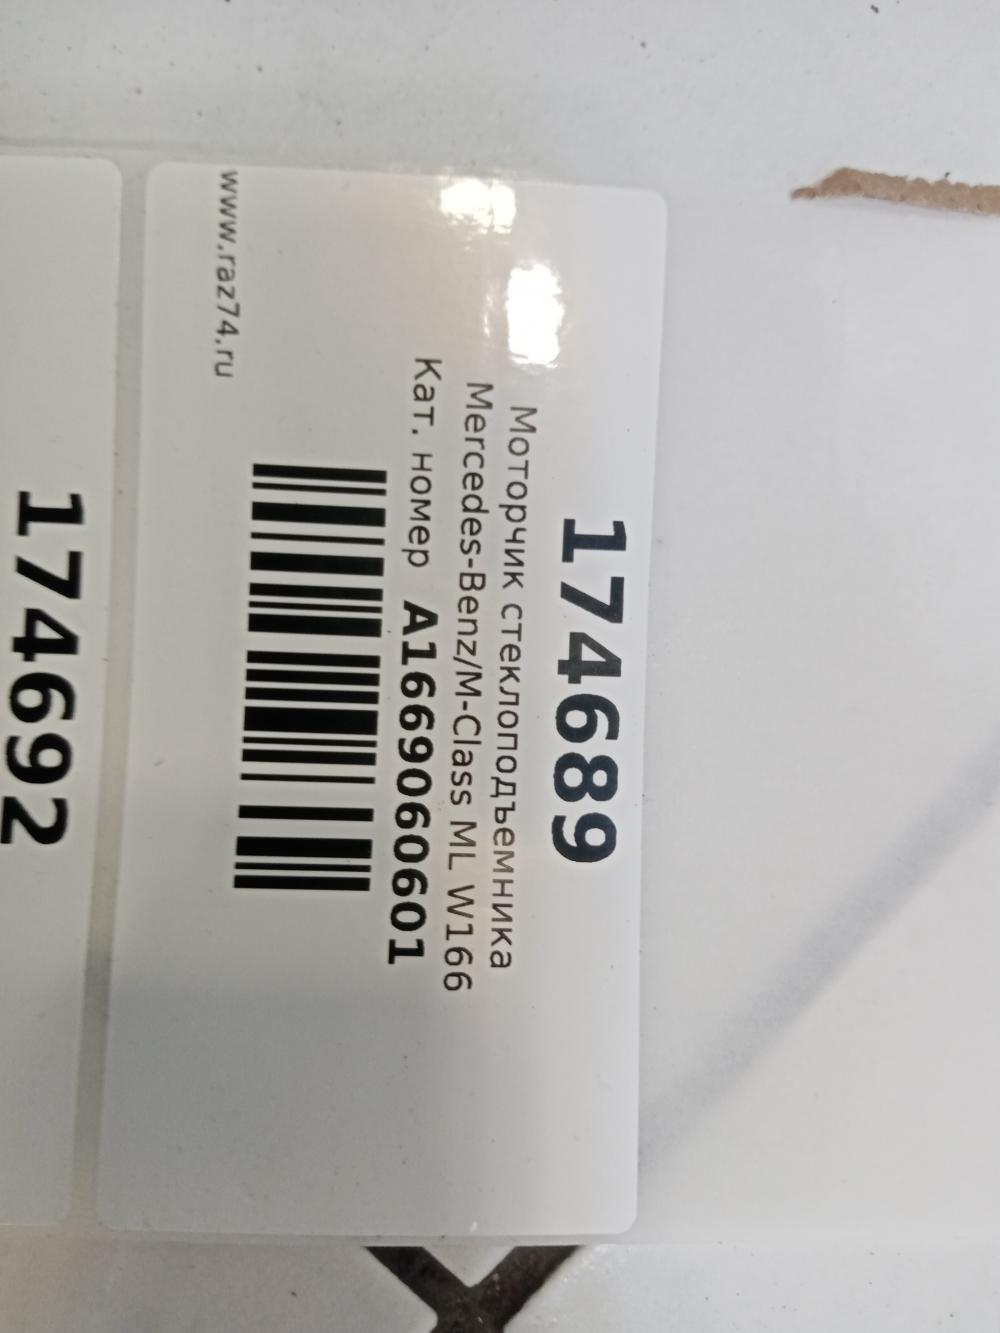 174689
Моторчик стеклоподъемника
Mercedes-Benz/M-Class ML W166
Кат. номер A1669060601
www.raz74.ru
174692